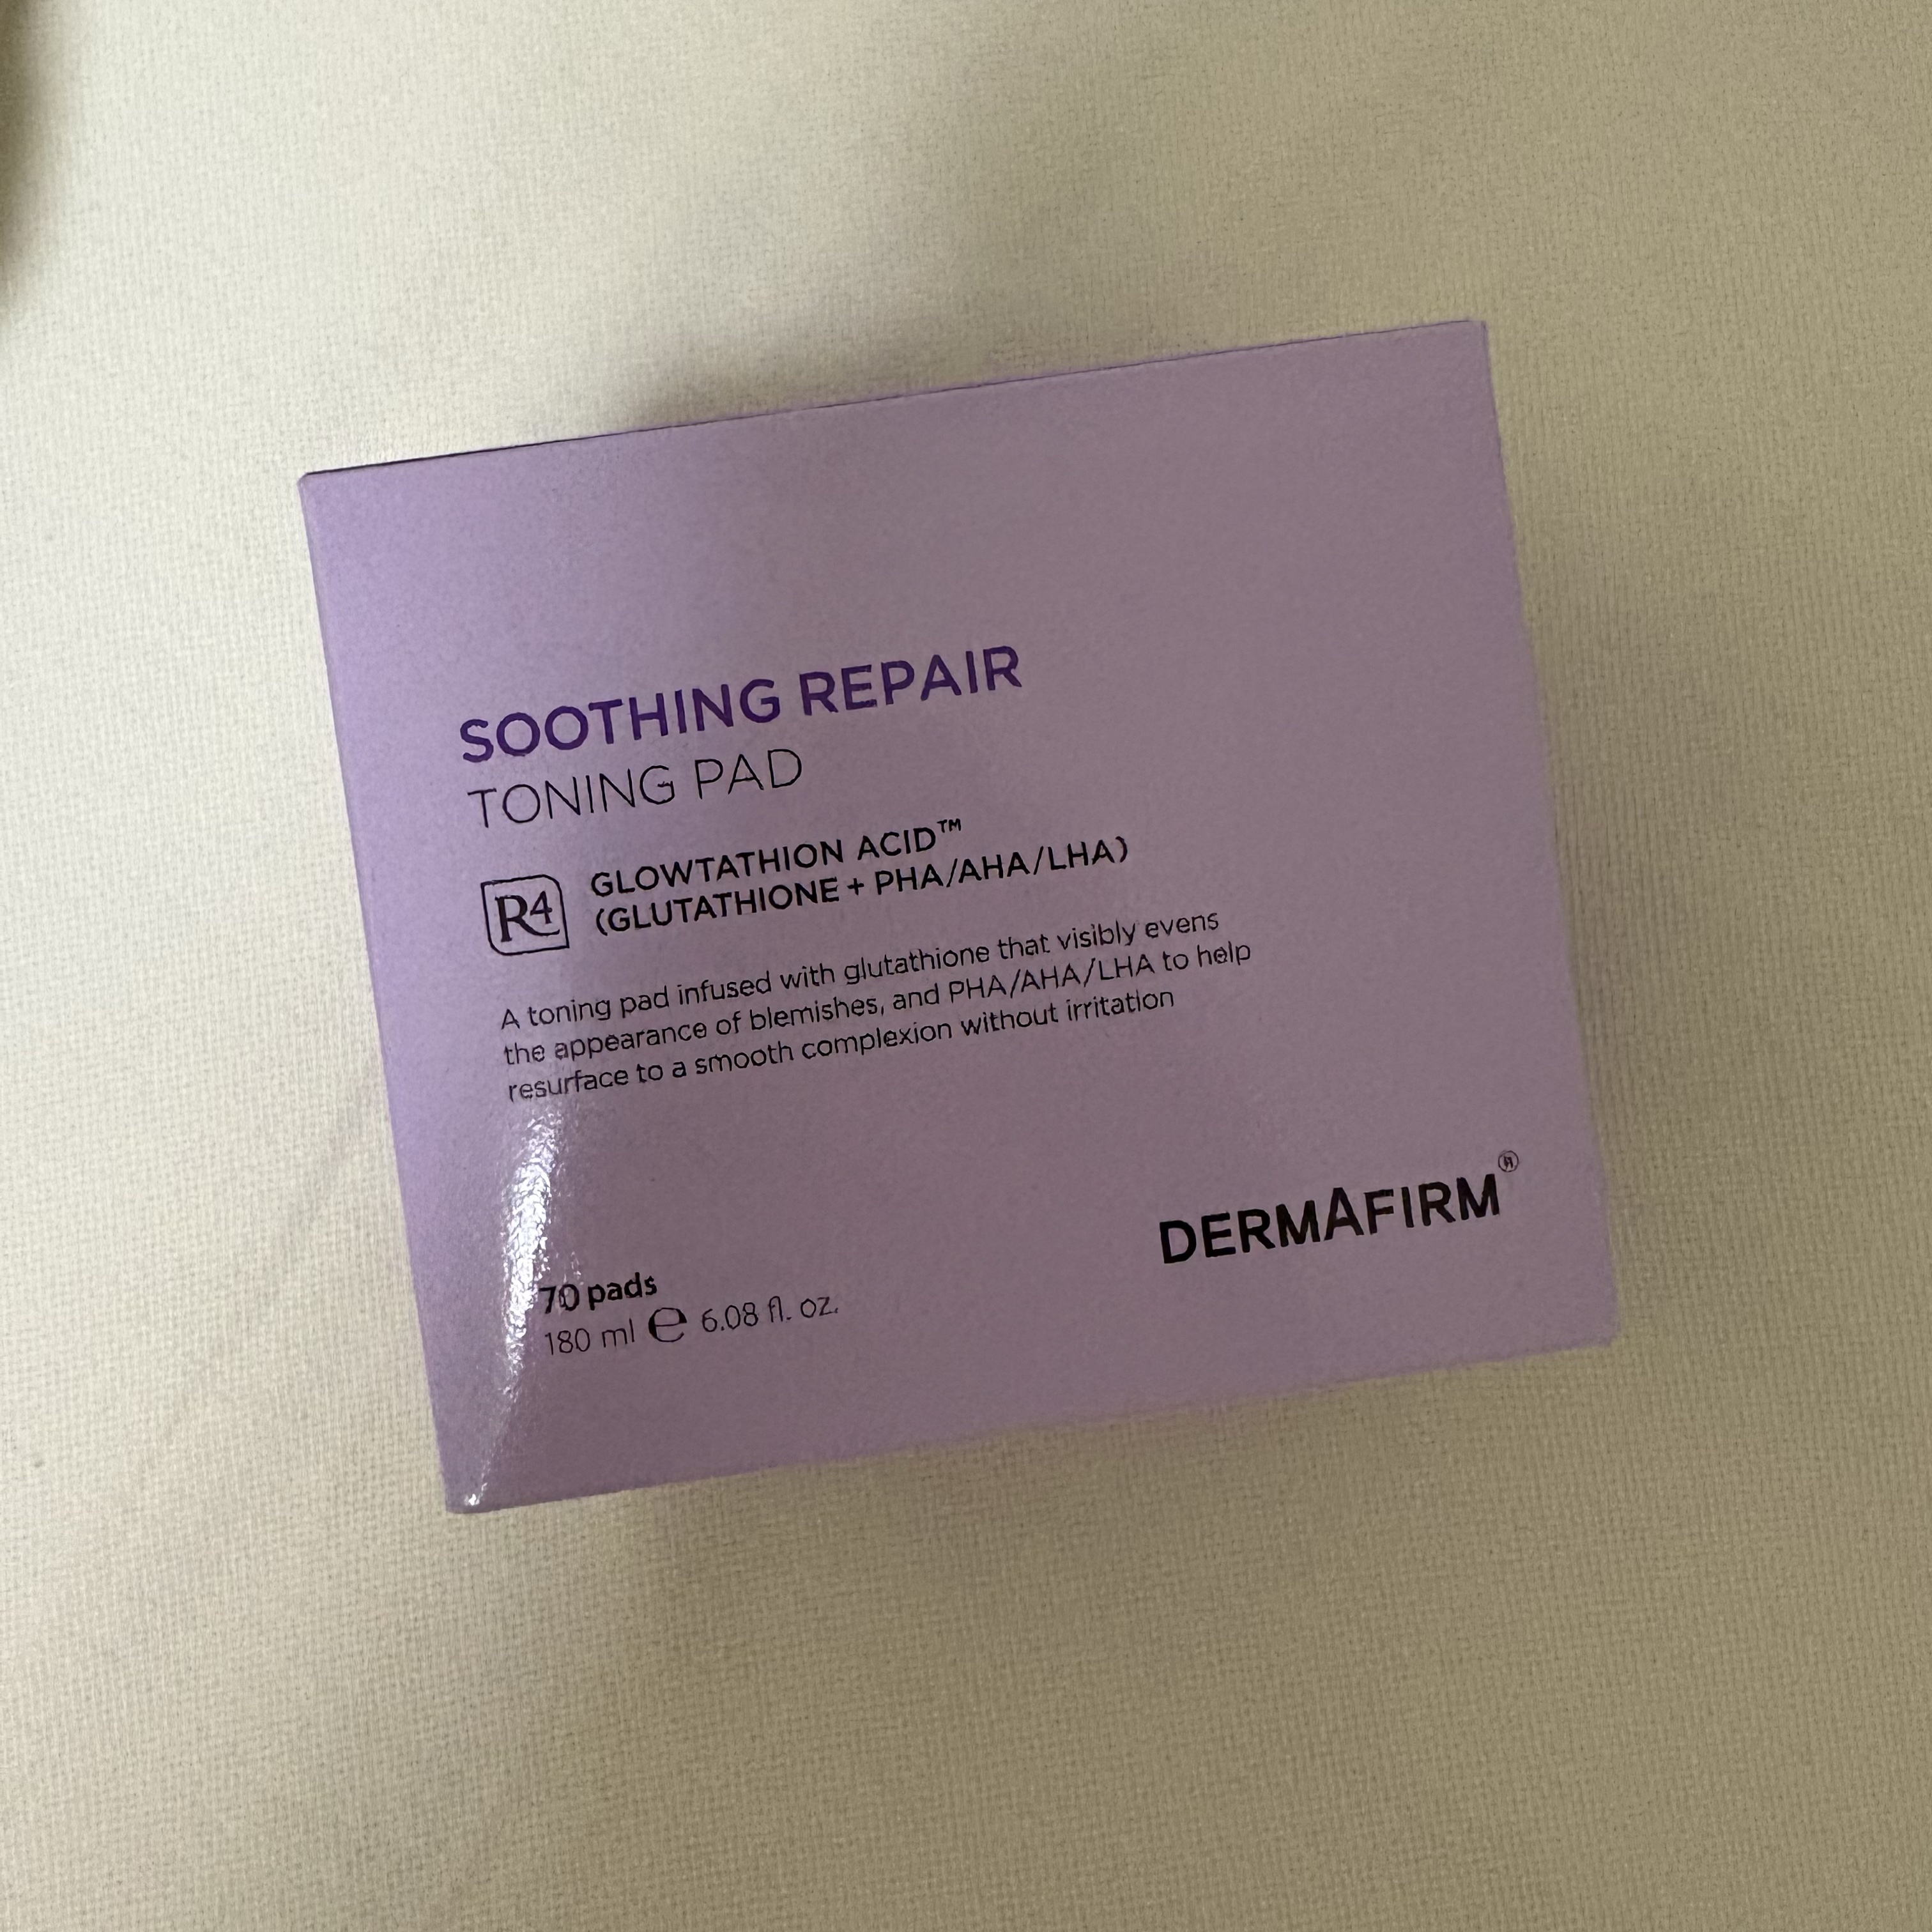 SOOTHING REPAIR
TONING PAD
R4
GLOWTATHION ACID™
(GLUTATHIONE + PHA/AHA/LHA)
A toning pad infused with glutathione that visibly evens
the appearance of blemishes, and PHA/AHA/LHA to help
resurface to a smooth complexion without irritation
70 pads
180 ml ℮ 6.08 fl. oz.
DERMAFIRM®